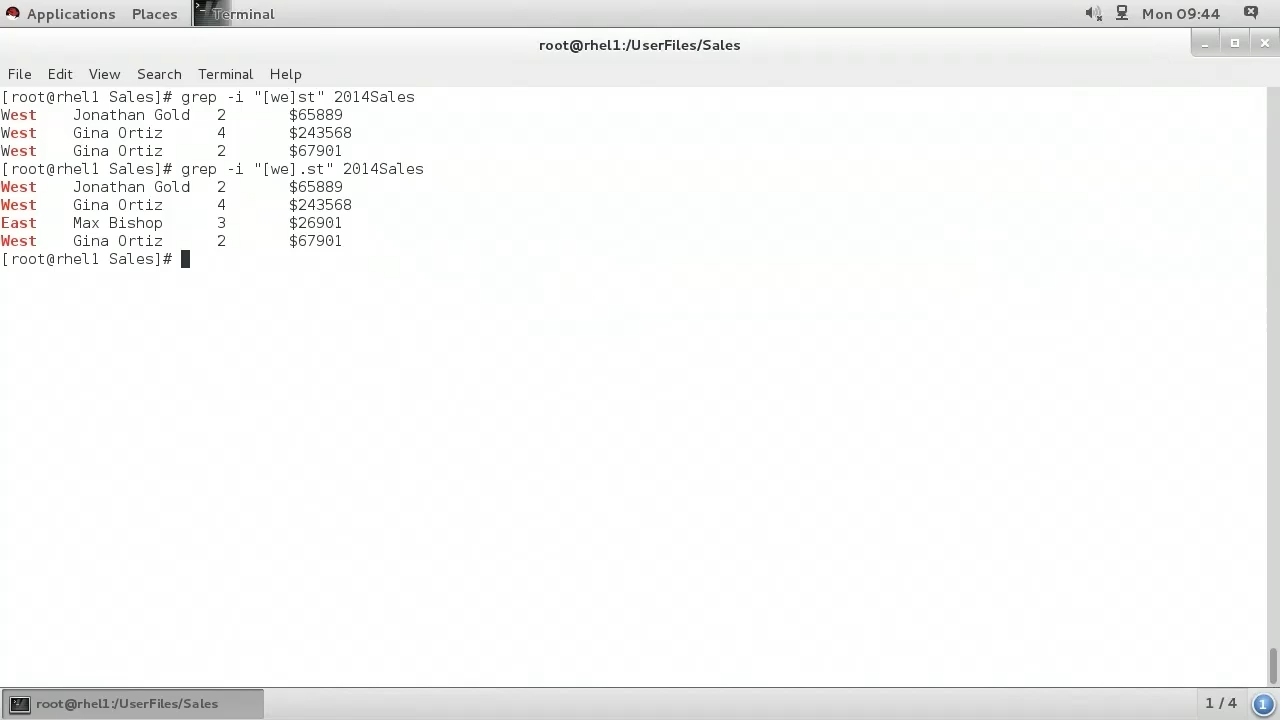 Applications Places Terminal Mon 09:44
root@rhel1:/UserFiles/Sales
File Edit View Search Terminal Help
[root@rhel1 Sales]# grep -i "[we]st" 2014Sales
West Jonathan Gold 2 $65889
West Gina Ortiz 4 $243568
West Gina Ortiz 2 $67901
[root@rhel1 Sales]# grep -i "[we].st" 2014Sales
West Jonathan Gold 2 $65889
West Gina Ortiz 4 $243568
East Max Bishop 3 $26901
West Gina Ortiz 2 $67901
[root@rhel1 Sales]#
root@rhel1:/UserFiles/Sales 1 / 4 1